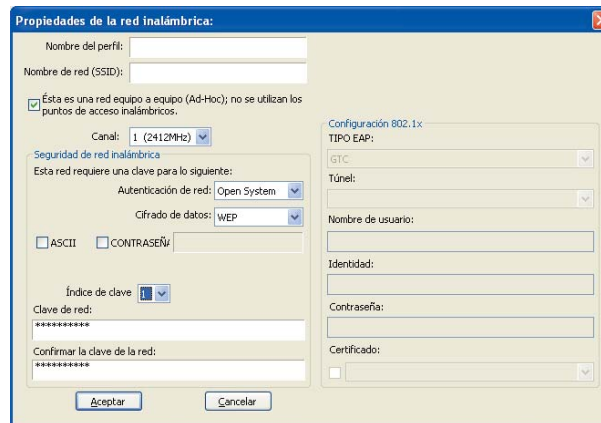 Propiedades de la red inalámbrica:
Nombre del perfil:
Nombre de red (SSID):
Ésta es una red equipo a equipo (Ad-Hoc); no se utilizan los
puntos de acceso inalámbricos.
Canal: 1 (2412MHz)
Seguridad de red inalámbrica
Esta red requiere una clave para lo siguiente:
Autenticación de red: Open System
Cifrado de datos: WEP
ASCII CONTRASEÑA
Índice de clave 1
Clave de red:
**********
Confirmar la clave de la red:
**********
Aceptar Cancelar
Configuración 802.1x
TIPO EAP:
GTC
Túnel:
Nombre de usuario:
Identidad:
Contraseña:
Certificado: